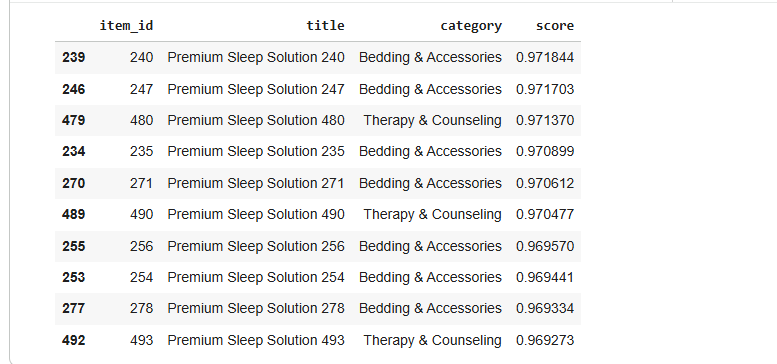 item_id title category score
239 240 Premium Sleep Solution 240 Bedding & Accessories 0.971844
246 247 Premium Sleep Solution 247 Bedding & Accessories 0.971703
479 480 Premium Sleep Solution 480 Therapy & Counseling 0.971370
234 235 Premium Sleep Solution 235 Bedding & Accessories 0.970899
270 271 Premium Sleep Solution 271 Bedding & Accessories 0.970612
489 490 Premium Sleep Solution 490 Therapy & Counseling 0.970477
255 256 Premium Sleep Solution 256 Bedding & Accessories 0.969570
253 254 Premium Sleep Solution 254 Bedding & Accessories 0.969441
277 278 Premium Sleep Solution 278 Bedding & Accessories 0.969334
492 493 Premium Sleep Solution 493 Therapy & Counseling 0.969273